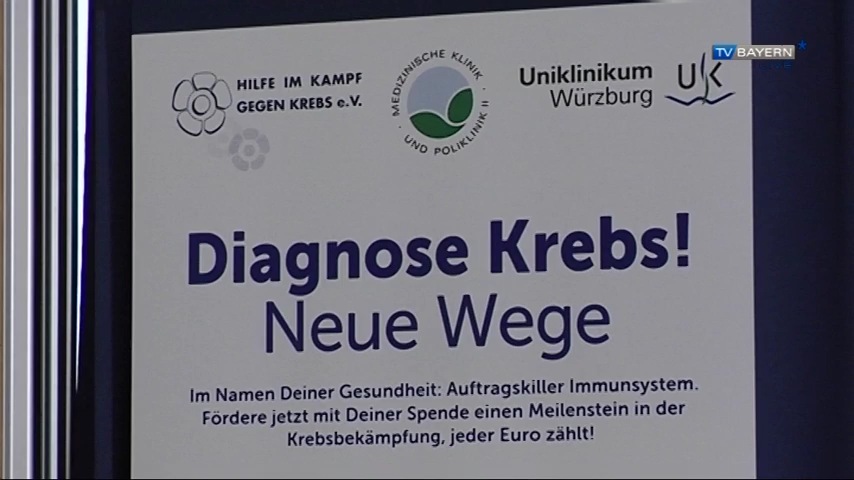 TV BAYERN
HILFE IM KAMPF
GEGEN KREBS e.V.
MEDIZINISCHE KLINIK
UND POLIKLINIK II
Uniklinikum
Würzburg
UK
Diagnose Krebs!
Neue Wege
Im Namen Deiner Gesundheit: Auftragskiller Immunsystem.
Fördere jetzt mit Deiner Spende einen Meilenstein in der
Krebsbekämpfung, jeder Euro zählt!